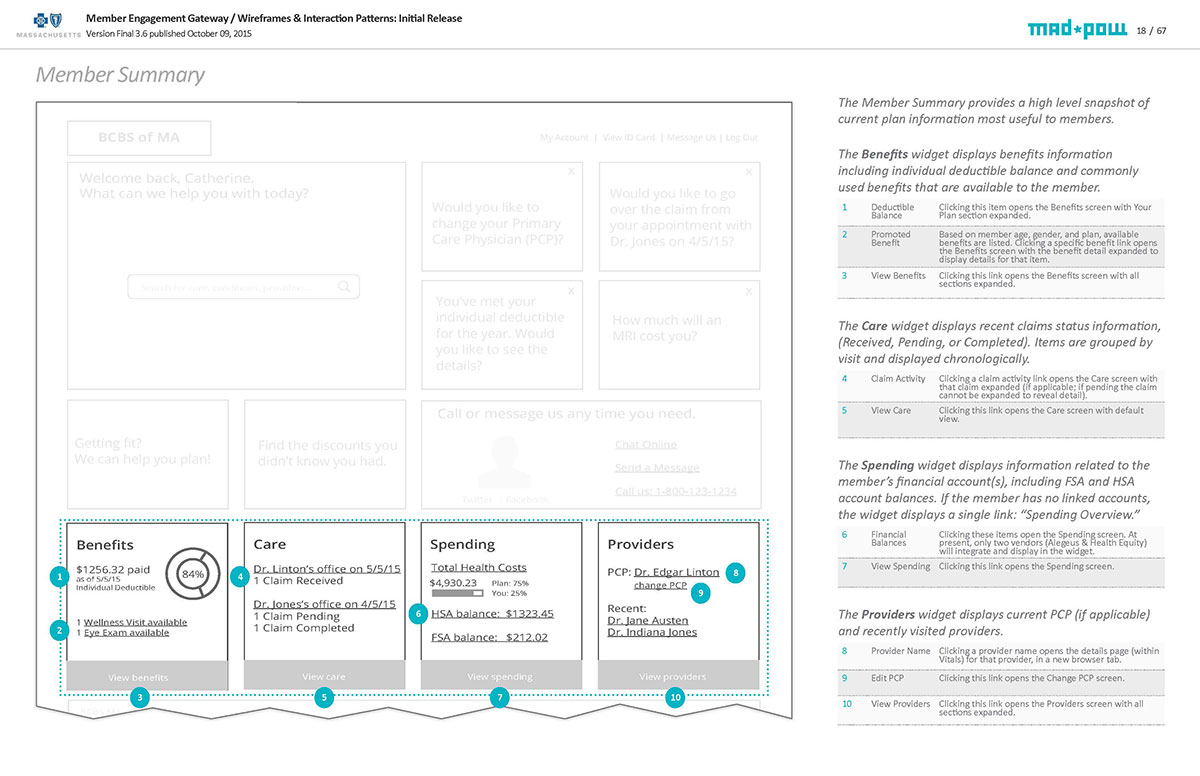 MASSACHUSETTS
Member Engagement Gateway / Wireframes & Interaction Patterns: Initial Release
Version Final 3.6 published October 09, 2015
mad*pow
18 / 67
Member Summary
BCBS of MA
My Account | View ID Card | Message Us | Log Out
Welcome back, Catherine.
What can we help you with today?
Search for care, conditions, providers...
X
Would you like to
change your Primary
Care Physician (PCP)?
X
Would you like to go
over the claim from
your appointment with
Dr. Jones on 4/5/15?
X
You've met your
individual deductible
for the year. Would
you like to see the
details?
X
How much will an
MRI cost you?
Getting fit?
We can help you plan!
Find the discounts you
didn't know you had.
Call or message us any time you need.
Twitter | Facebook
Chat Online
Send a Message
Call us: 1-800-123-1234
Benefits
1
$1256.32 paid
as of 5/5/15
Individual Deductible
84%
2
1 Wellness Visit available
1 Eye Exam available
View benefits
3
Care
4
Dr. Linton's office on 5/5/15
1 Claim Received
Dr. Jones's office on 4/5/15
1 Claim Pending
1 Claim Completed
View care
5
Spending
Total Health Costs
$4,930.23
Plan: 75%
You: 25%
6
HSA balance: $1323.45
FSA balance: $212.02
View spending
7
Providers
PCP: Dr. Edgar Linton
8
change PCP
9
Recent:
Dr. Jane Austen
Dr. Indiana Jones
View providers
10
The Member Summary provides a high level snapshot of
current plan information most useful to members.
The Benefits widget displays benefits information
including individual deductible balance and commonly
used benefits that are available to the member.
1 Deductible Balance Clicking this item opens the Benefits screen with Your
Plan section expanded.
2 Promoted Benefit Based on member age, gender, and plan, available
benefits are listed. Clicking a specific benefit link opens
the Benefits screen with the benefit detail expanded to
display details for that item.
3 View Benefits Clicking this link opens the Benefits screen with all
sections expanded.
The Care widget displays recent claims status information,
(Received, Pending, or Completed). Items are grouped by
visit and displayed chronologically.
4 Claim Activity Clicking a claim activity link opens the Care screen with
that claim expanded (if applicable; if pending the claim
cannot be expanded to reveal detail).
5 View Care Clicking this link opens the Care screen with default
view.
The Spending widget displays information related to the
member's financial account(s), including FSA and HSA
account balances. If the member has no linked accounts,
the widget displays a single link: “Spending Overview.”
6 Financial Balances Clicking these items open the Spending screen. At
present, only two vendors (Alegeus & Health Equity)
will integrate and display in the widget.
7 View Spending Clicking this link opens the Spending screen.
The Providers widget displays current PCP (if applicable)
and recently visited providers.
8 Provider Name Clicking a provider name opens the details page (within
Vitals) for that provider, in a new browser tab.
9 Edit PCP Clicking this link opens the Change PCP screen.
10 View Providers Clicking this link opens the Providers screen with all
sections expanded.